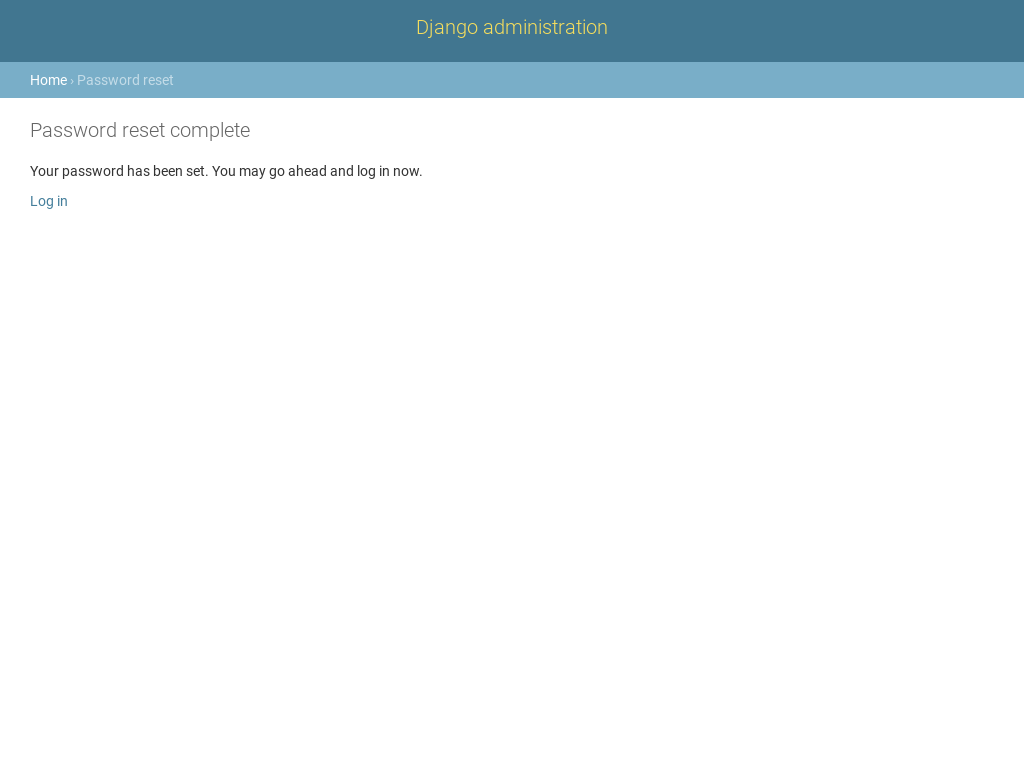 Django administration
Home › Password reset
Password reset complete
Your password has been set. You may go ahead and log in now.
Log in